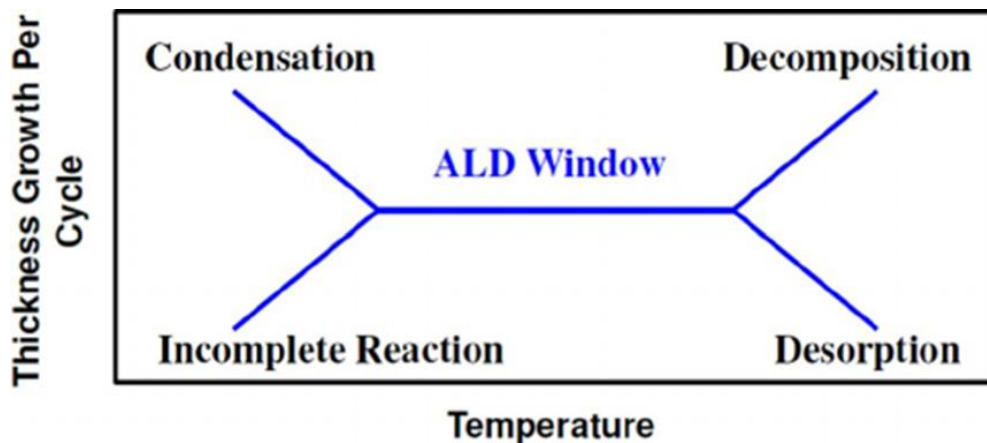 Thickness Growth Per
Cycle
Condensation
Decomposition
ALD Window
Incomplete Reaction
Desorption
Temperature